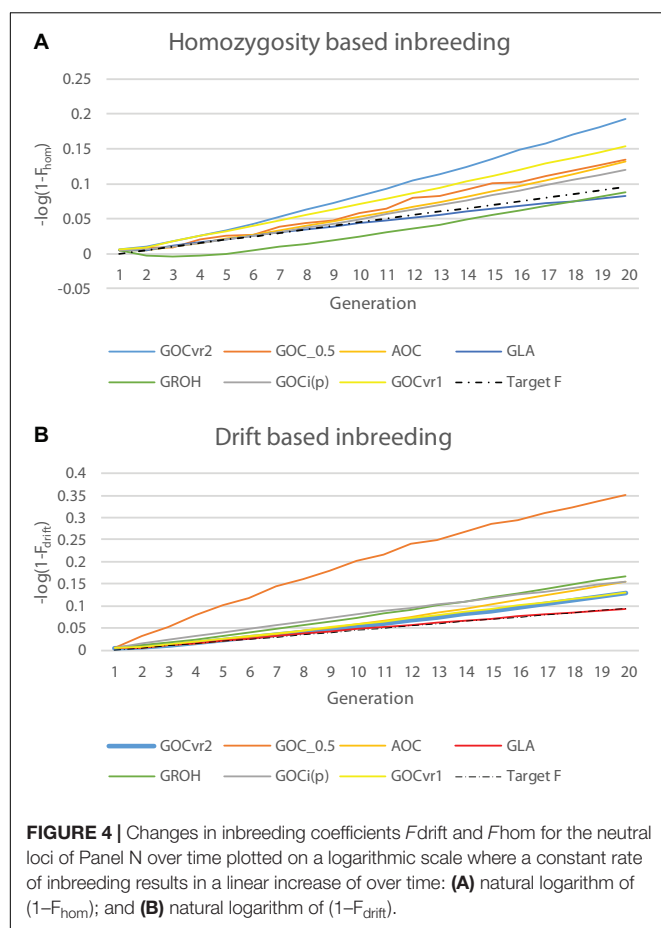 A
Homozygosity based inbreeding
-log(1-Fhom)
0.25
0.2
0.15
0.1
0.05
0
-0.05
1 2 3 4 5 6 7 8 9 10 11 12 13 14 15 16 17 18 19 20
Generation
GOCvr2 GOC_0.5 AOC GLA
GROH GOCi(p) GOCvr1 Target F
B
Drift based inbreeding
-log(1-Fdrift)
0.4
0.35
0.3
0.25
0.2
0.15
0.1
0.05
0
1 2 3 4 5 6 7 8 9 10 11 12 13 14 15 16 17 18 19 20
Generation
GOCvr2 GOC_0.5 AOC GLA
GROH GOCi(p) GOCvr1 Target F
FIGURE 4 | Changes in inbreeding coefficients Fdrift and Fhom for the neutral
loci of Panel N over time plotted on a logarithmic scale where a constant rate
of inbreeding results in a linear increase of over time: (A) natural logarithm of
(1–Fhom); and (B) natural logarithm of (1–Fdrift).